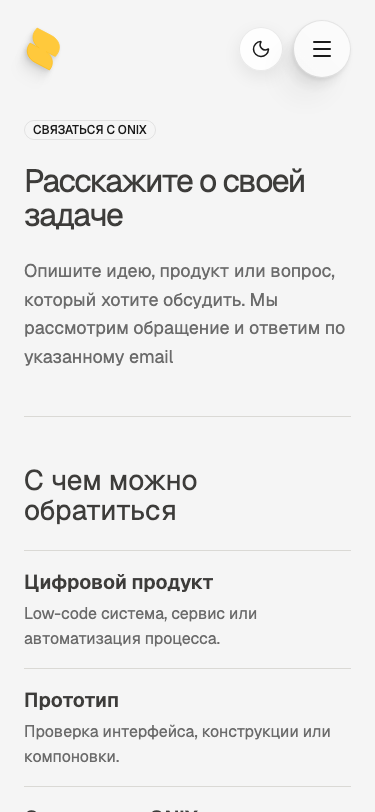 СВЯЗАТЬСЯ С ONIX
Расскажите о своей
задаче
Опишите идею, продукт или вопрос,
который хотите обсудить. Мы
рассмотрим обращение и ответим по
указанному email
С чем можно
обратиться
Цифровой продукт
Low-code система, сервис или
автоматизация процесса.
Прототип
Проверка интерфейса, конструкции или
компоновки.